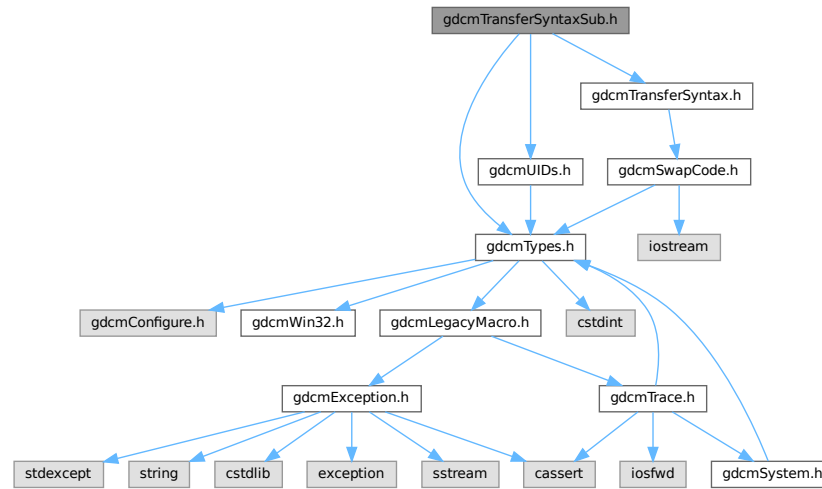 gdcmTransferSyntaxSub.h
gdcmTransferSyntax.h
gdcmUIDs.h
gdcmSwapCode.h
gdcmTypes.h
iostream
gdcmConfigure.h
gdcmWin32.h
gdcmLegacyMacro.h
cstdint
gdcmException.h
gdcmTrace.h
stdexcept
string
cstdlib
exception
sstream
cassert
iosfwd
gdcmSystem.h